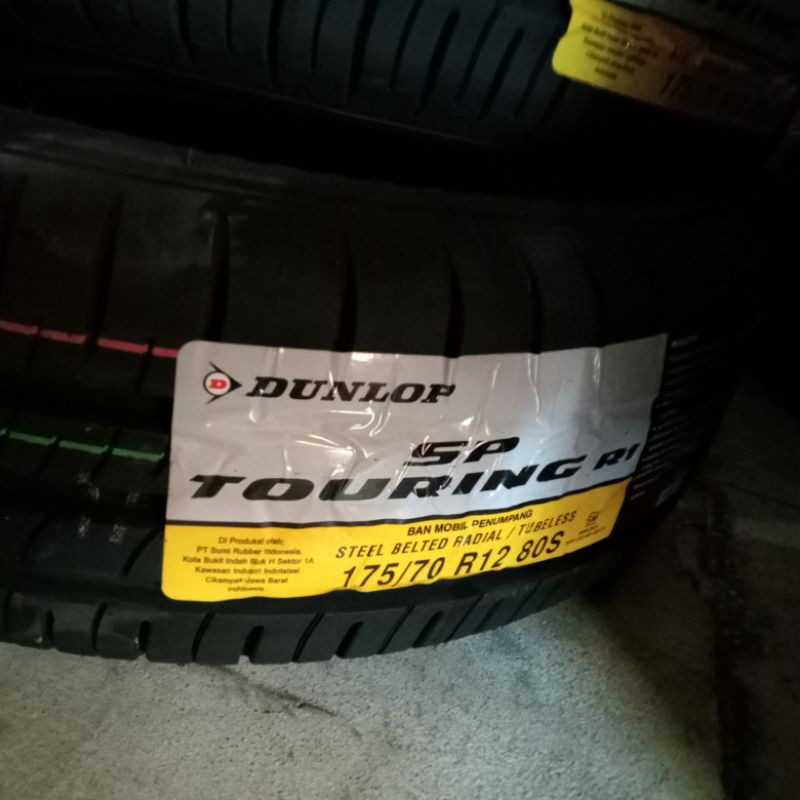 DUNLOP
SP
TOURING R1
BAN MOBIL PENUMPANG
STEEL BELTED RADIAL / TUBELESS
175/70 R12 80S
Di Produksi oleh:
PT Sumi Rubber Indonesia,
Kota Bukit Indah Blok H Sektor 1A
Kawasan Industri Indotaisei
Cikampek-Jawa Barat
Indonesia